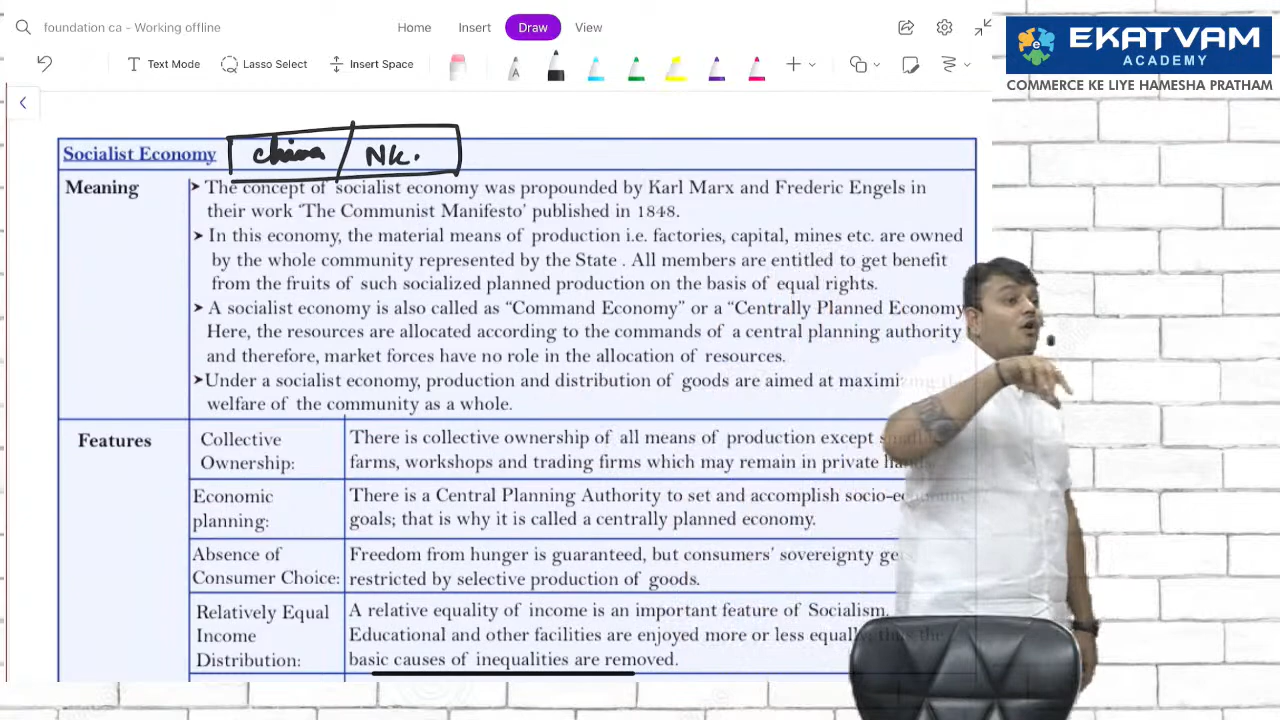 foundation ca - Working offline
Home
Insert
Draw
View
Text Mode
Lasso Select
Insert Space
EKATVAM
ACADEMY
COMMERCE KE LIYE HAMESHA PRATHAM
Socialist Economy
China / NK.
Meaning
➤ The concept of socialist economy was propounded by Karl Marx and Frederic Engels in
their work ‘The Communist Manifesto’ published in 1848.
➤ In this economy, the material means of production i.e. factories, capital, mines etc. are owned
by the whole community represented by the State . All members are entitled to get benefit
from the fruits of such socialized planned production on the basis of equal rights.
➤ A socialist economy is also called as “Command Economy” or a “Centrally Planned Economy
Here, the resources are allocated according to the commands of a central planning authority
and therefore, market forces have no role in the allocation of resources.
➤Under a socialist economy, production and distribution of goods are aimed at maximizing the
welfare of the community as a whole.
Features
Collective
Ownership:
There is collective ownership of all means of production except small
farms, workshops and trading firms which may remain in private hands
Economic
planning:
There is a Central Planning Authority to set and accomplish socio-economic
goals; that is why it is called a centrally planned economy.
Absence of
Consumer Choice:
Freedom from hunger is guaranteed, but consumers’ sovereignty gets
restricted by selective production of goods.
Relatively Equal
Income
Distribution:
A relative equality of income is an important feature of Socialism.
Educational and other facilities are enjoyed more or less equally; thus the
basic causes of inequalities are removed.